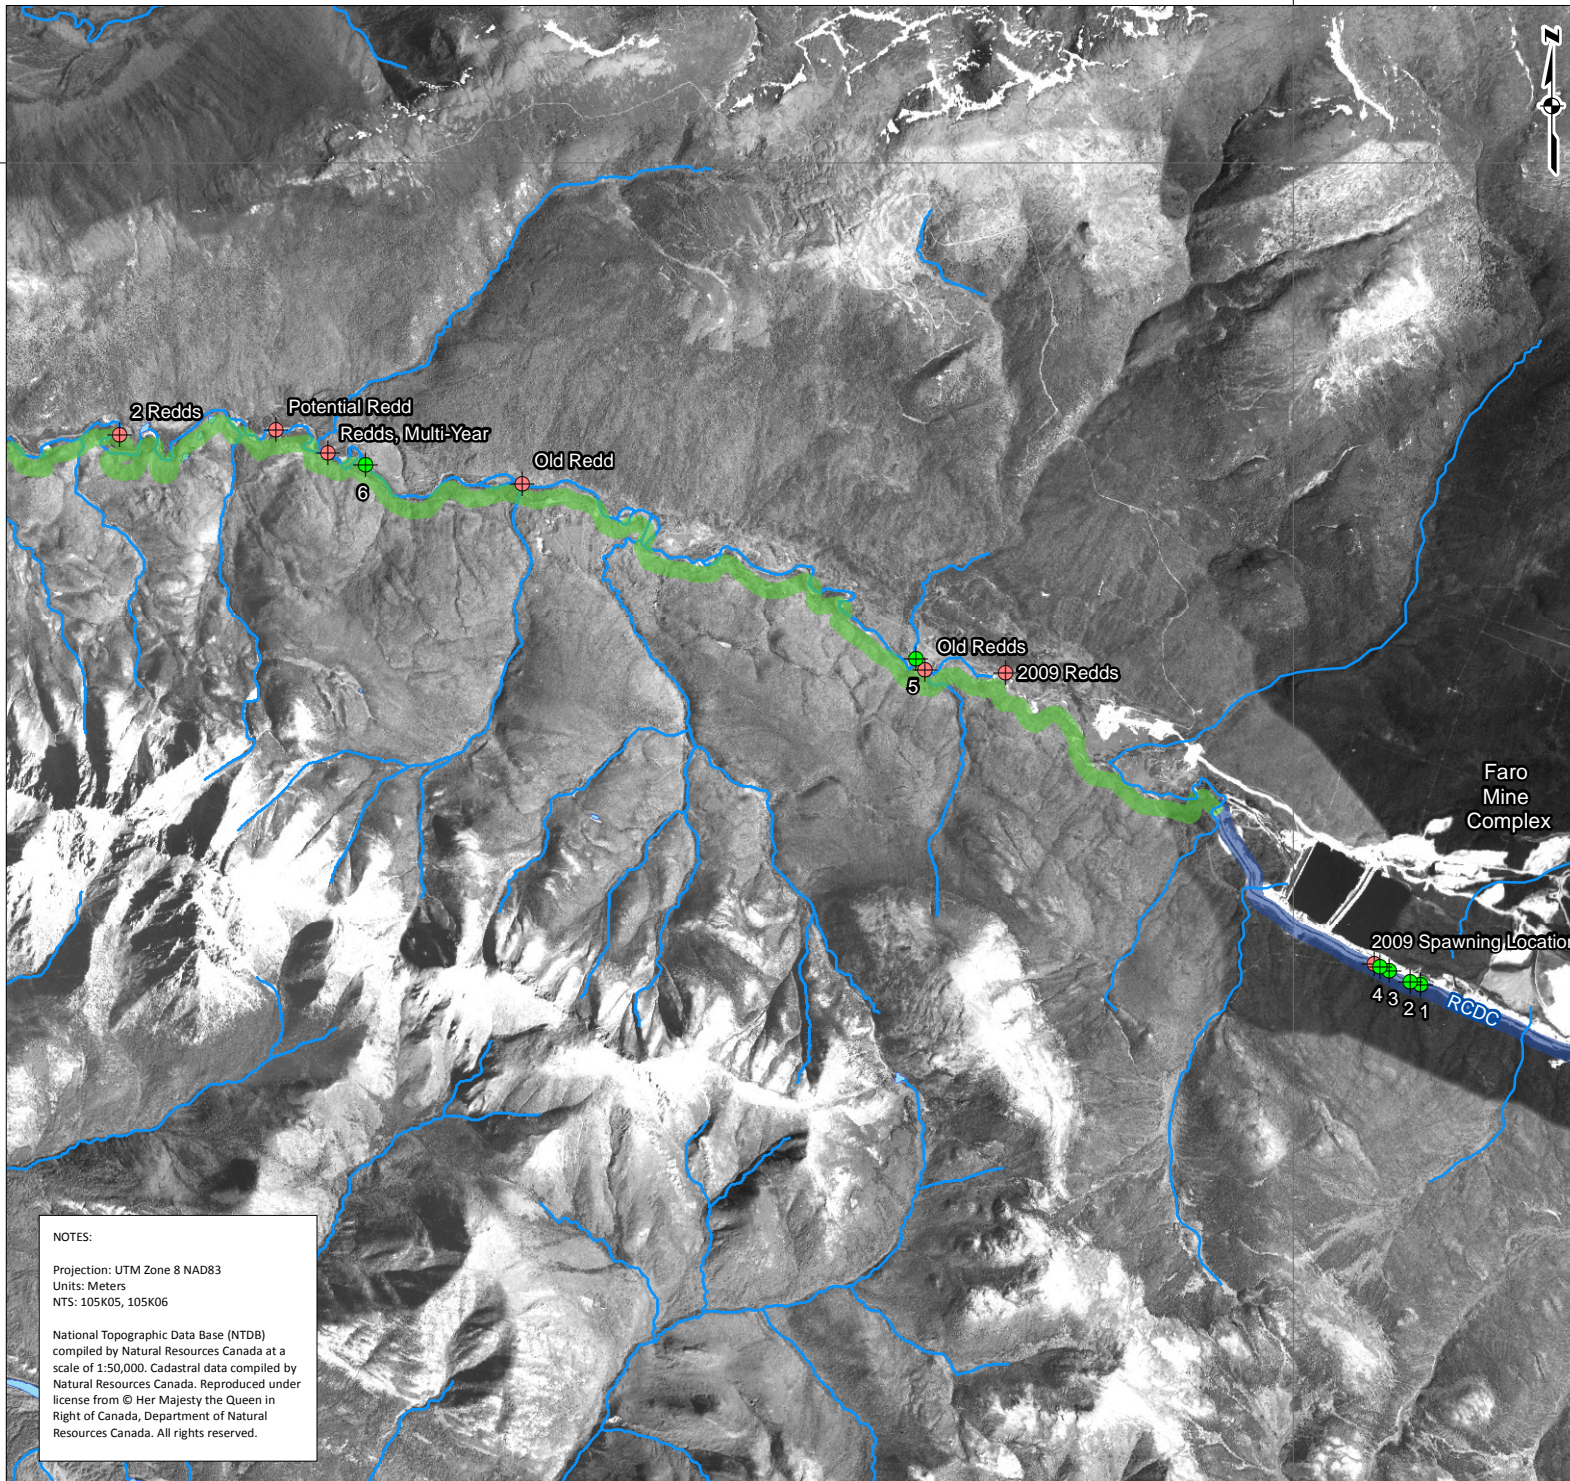 N
2 Redds
Potential Redd
Redds, Multi-Year
6
Old Redd
Old Redds
5
2009 Redds
Faro
Mine
Complex
2009 Spawning Location
4
3
2
1
RCDC
NOTES:
Projection: UTM Zone 8 NAD83
Units: Meters
NTS: 105K05, 105K06
National Topographic Data Base (NTDB)
compiled by Natural Resources Canada at a
scale of 1:50,000. Cadastral data compiled by
Natural Resources Canada. Reproduced under
license from © Her Majesty the Queen in
Right of Canada, Department of Natural
Resources Canada. All rights reserved.